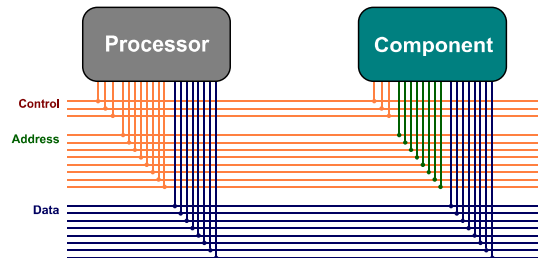 Processor
Component
Control
Address
Data